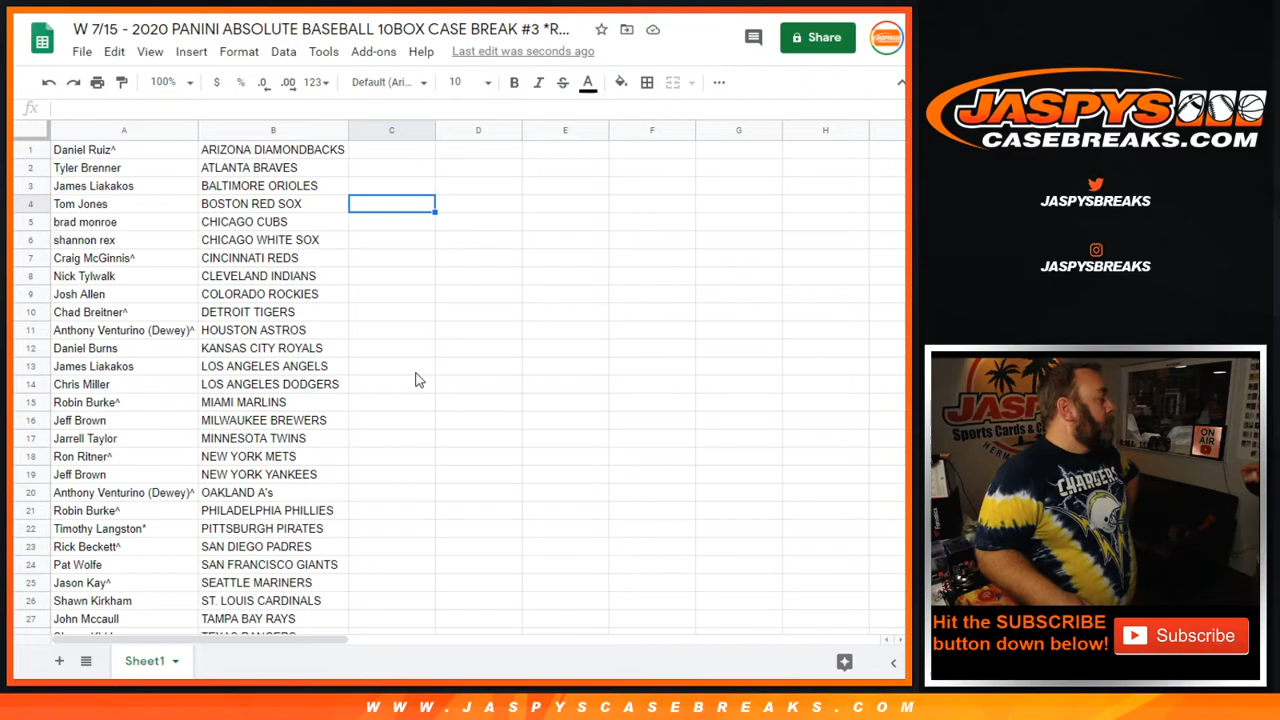 W 7/15 - 2020 PANINI ABSOLUTE BASEBALL 10BOX CASE BREAK #3 *R...
File Edit View Insert Format Data Tools Add-ons Help Last edit was seconds ago
Share
100% $ % .0 .00 123 Default (Ari... 10 B I S A
fx
A B C D E F G H
1 Daniel Ruiz^ ARIZONA DIAMONDBACKS
2 Tyler Brenner ATLANTA BRAVES
3 James Liakakos BALTIMORE ORIOLES
4 Tom Jones BOSTON RED SOX
5 brad monroe CHICAGO CUBS
6 shannon rex CHICAGO WHITE SOX
7 Craig McGinnis^ CINCINNATI REDS
8 Nick Tylwalk CLEVELAND INDIANS
9 Josh Allen COLORADO ROCKIES
10 Chad Breitner^ DETROIT TIGERS
11 Anthony Venturino (Dewey)^ HOUSTON ASTROS
12 Daniel Burns KANSAS CITY ROYALS
13 James Liakakos LOS ANGELES ANGELS
14 Chris Miller LOS ANGELES DODGERS
15 Robin Burke^ MIAMI MARLINS
16 Jeff Brown MILWAUKEE BREWERS
17 Jarrell Taylor MINNESOTA TWINS
18 Ron Ritner^ NEW YORK METS
19 Jeff Brown NEW YORK YANKEES
20 Anthony Venturino (Dewey)^ OAKLAND A's
21 Robin Burke^ PHILADELPHIA PHILLIES
22 Timothy Langston* PITTSBURGH PIRATES
23 Rick Beckett^ SAN DIEGO PADRES
24 Pat Wolfe SAN FRANCISCO GIANTS
25 Jason Kay^ SEATTLE MARINERS
26 Shawn Kirkham ST. LOUIS CARDINALS
27 John Mccaull TAMPA BAY RAYS
Sheet1
JASPYS
CASEBREAKS.COM
JASPYSBREAKS
JASPYSBREAKS
JASPYS
Sports Cards & C
HERM
ON
AIR
CHARGERS
Hit the SUBSCRIBE
button down below!
Subscribe
WWW.JASPYSCASEBREAKS.COM